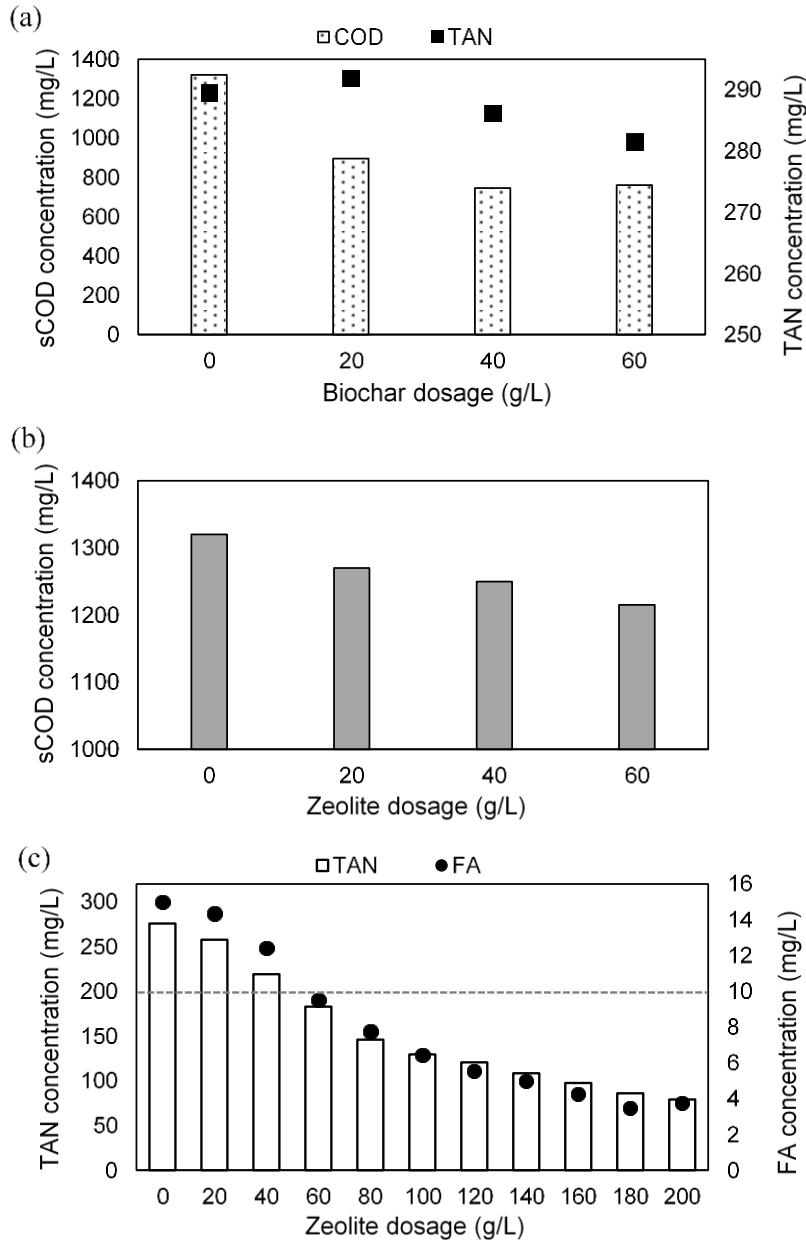 (a)
COD TAN
1400
1200
1000
800
600
400
200
0
sCOD concentration (mg/L)
290
280
270
260
250
TAN concentration (mg/L)
0 20 40 60
Biochar dosage (g/L)
(b)
1400
1300
1200
1100
1000
sCOD concentration (mg/L)
0 20 40 60
Zeolite dosage (g/L)
(c)
TAN FA
300
250
200
150
100
50
0
TAN concentration (mg/L)
16
14
12
10
8
6
4
2
0
FA concentration (mg/L)
0 20 40 60 80 100 120 140 160 180 200
Zeolite dosage (g/L)